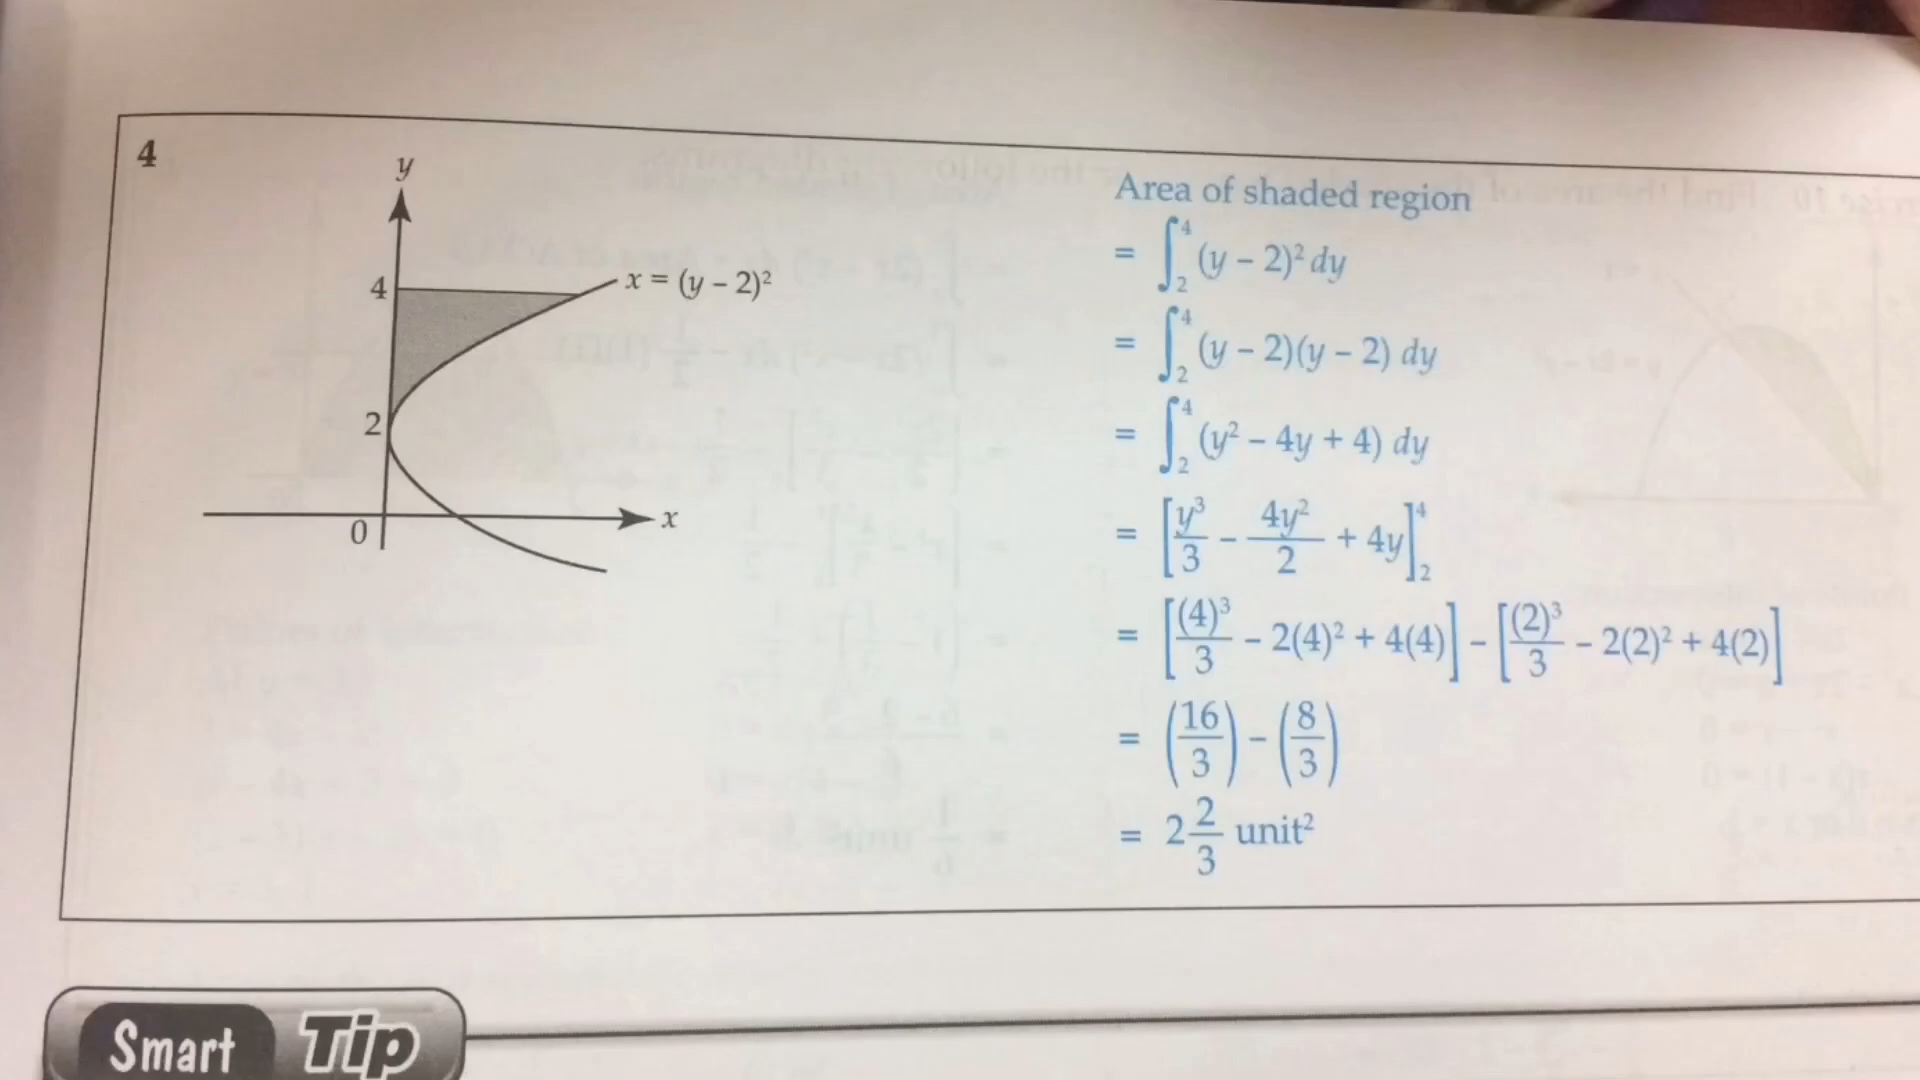 4
y
4
x = (y – 2)²
2
0
x
Area of shaded region
= ∫₂⁴ (y – 2)² dy
= ∫₂⁴ (y – 2)(y – 2) dy
= ∫₂⁴ (y² – 4y + 4) dy
= [y³/3 – 4y²/2 + 4y]₂⁴
= [(4)³/3 – 2(4)² + 4(4)] – [(2)³/3 – 2(2)² + 4(2)]
= (16/3) – (8/3)
= 2 2/3 unit²
Smart Tip